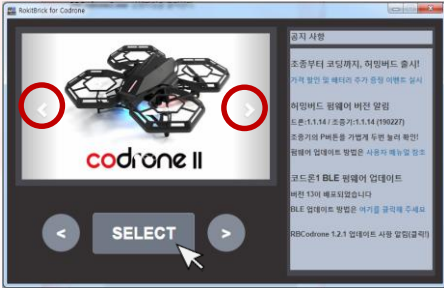 RokitBrick for Codrone
codrone II
<
SELECT
>
공지 사항
조종부터 코딩까지, 허밍버드 출시!
가격 할인 및 배터리 추가 증정 이벤트 실시
허밍버드 펌웨어 버전 알림
드론:1.1.14 / 조종기:1.1.14 (190227)
조종기의 P버튼을 가볍게 두번 눌러 확인!
펌웨어 업데이트 방법은 사용자 매뉴얼 참조
코드론1 BLE 펌웨어 업데이트
버전 13이 배포되었습니다
BLE 업데이트 방법은 여기를 클릭해 주세요
RBCodrone 1.2.1 업데이트 사항 알림(클릭!)